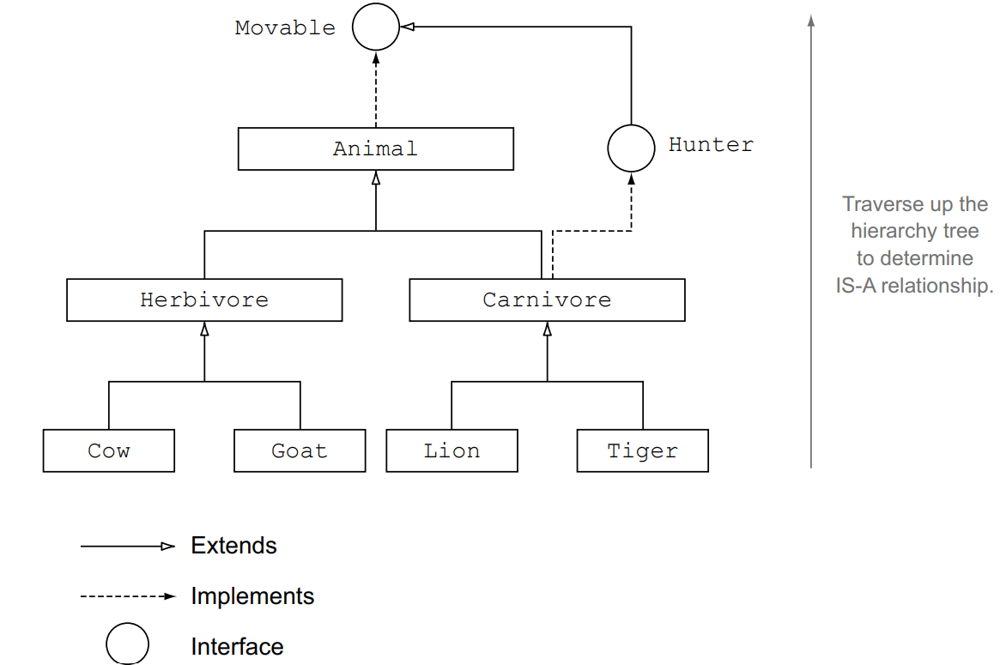 Movable
Animal
Hunter
Traverse up the
hierarchy tree
to determine
IS-A relationship.
Herbivore
Carnivore
Cow
Goat
Lion
Tiger
Extends
Implements
Interface